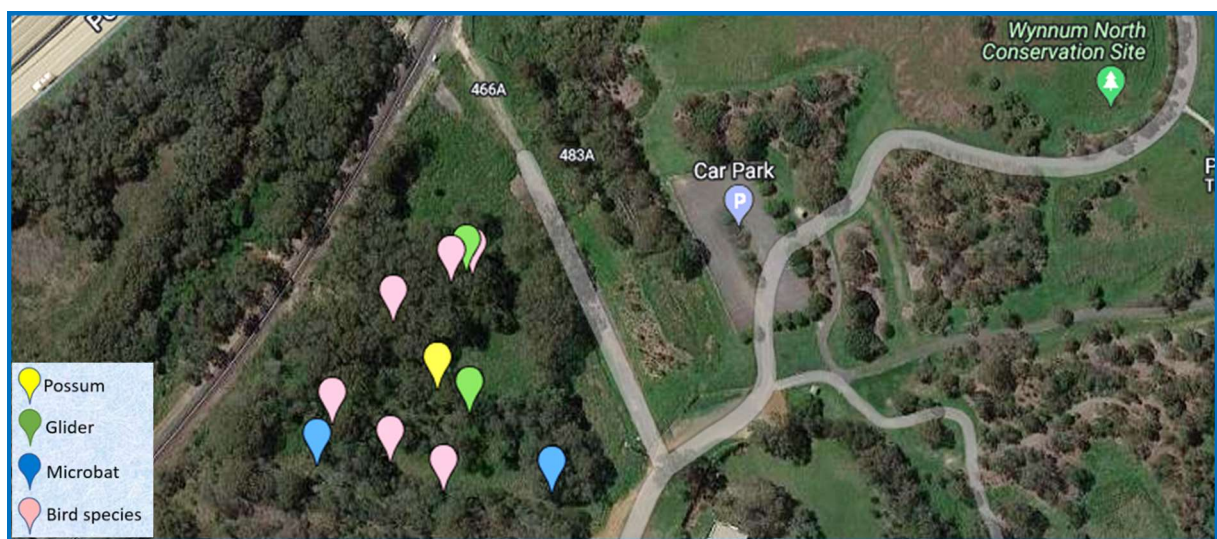 Wynnum North
Conservation Site
466A
483A
Car Park
P
Possum
Glider
Microbat
Bird species